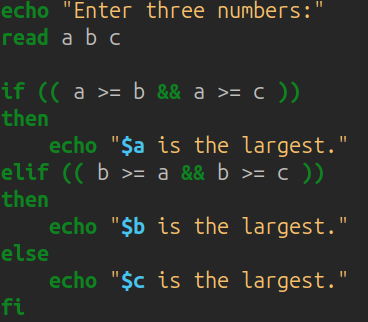 echo "Enter three numbers:"
read a b c

if (( a >= b && a >= c ))
then
    echo "$a is the largest."
elif (( b >= a && b >= c ))
then
    echo "$b is the largest."
else
    echo "$c is the largest."
fi